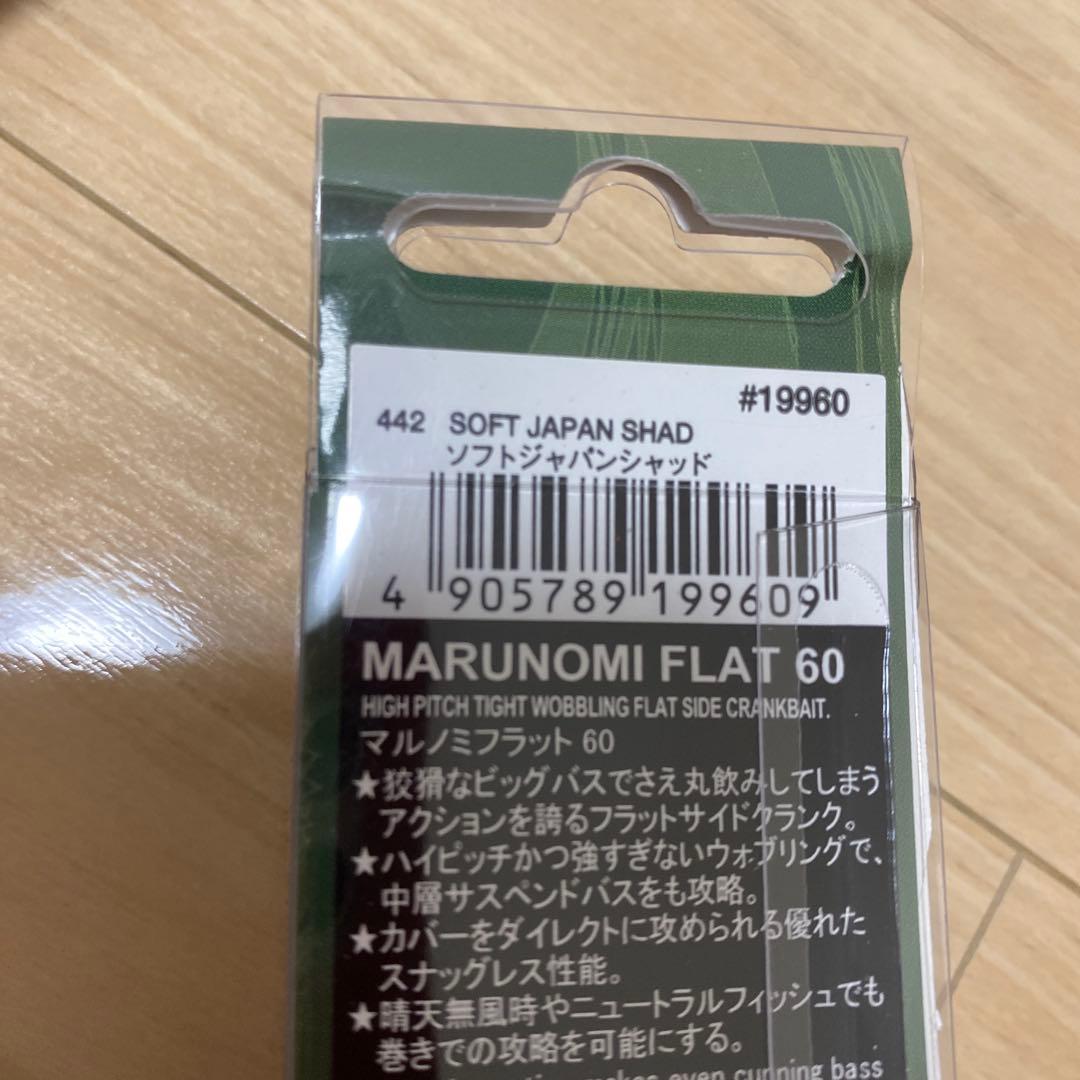 #19960
442 SOFT JAPAN SHAD
ソフトジャパンシャッド
4 905789 199609
MARUNOMI FLAT 60
HIGH PITCH TIGHT WOBBLING FLAT SIDE CRANKBAIT.
マルノミフラット 60
★狡猾なビッグバスでさえ丸飲みしてしまう
アクションを誇るフラットサイドクランク。
★ハイピッチかつ強すぎないウォブリングで、
中層サスペンドバスをも攻略。
★カバーをダイレクトに攻められる優れた
スナッグレス性能。
★晴天無風時やニュートラルフィッシュでも
巻きでの攻略を可能にする。
makes even cunning bass